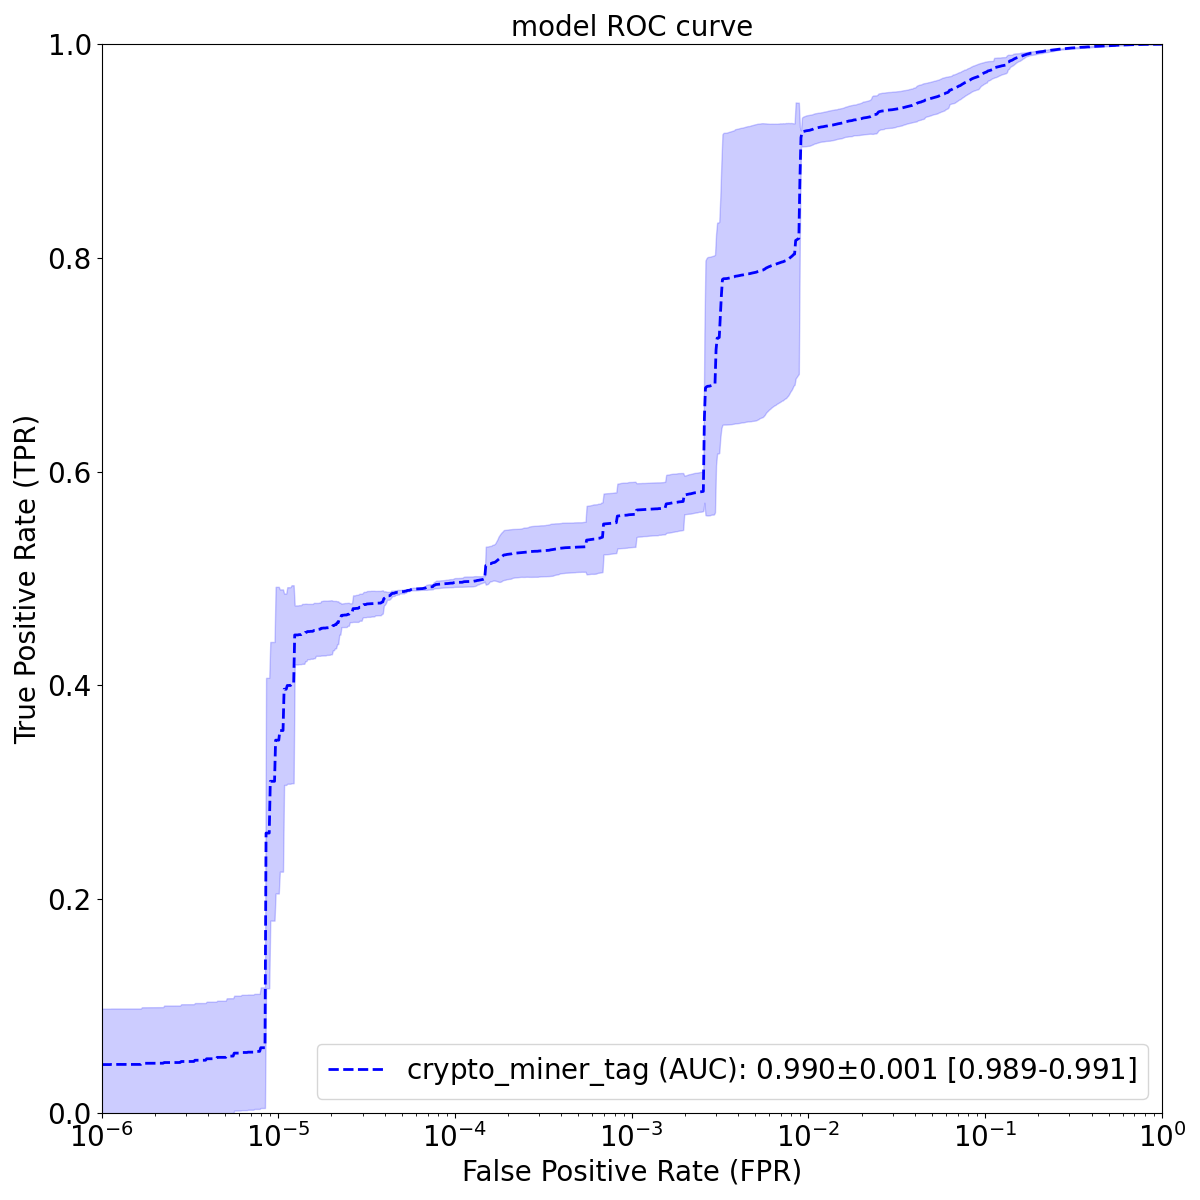 model ROC curve
1.0
0.8
0.6
0.4
0.2
0.0
True Positive Rate (TPR)
crypto_miner_tag (AUC): 0.990±0.001 [0.989-0.991]
10⁻⁶ 10⁻⁵ 10⁻⁴ 10⁻³ 10⁻² 10⁻¹ 10⁰
False Positive Rate (FPR)